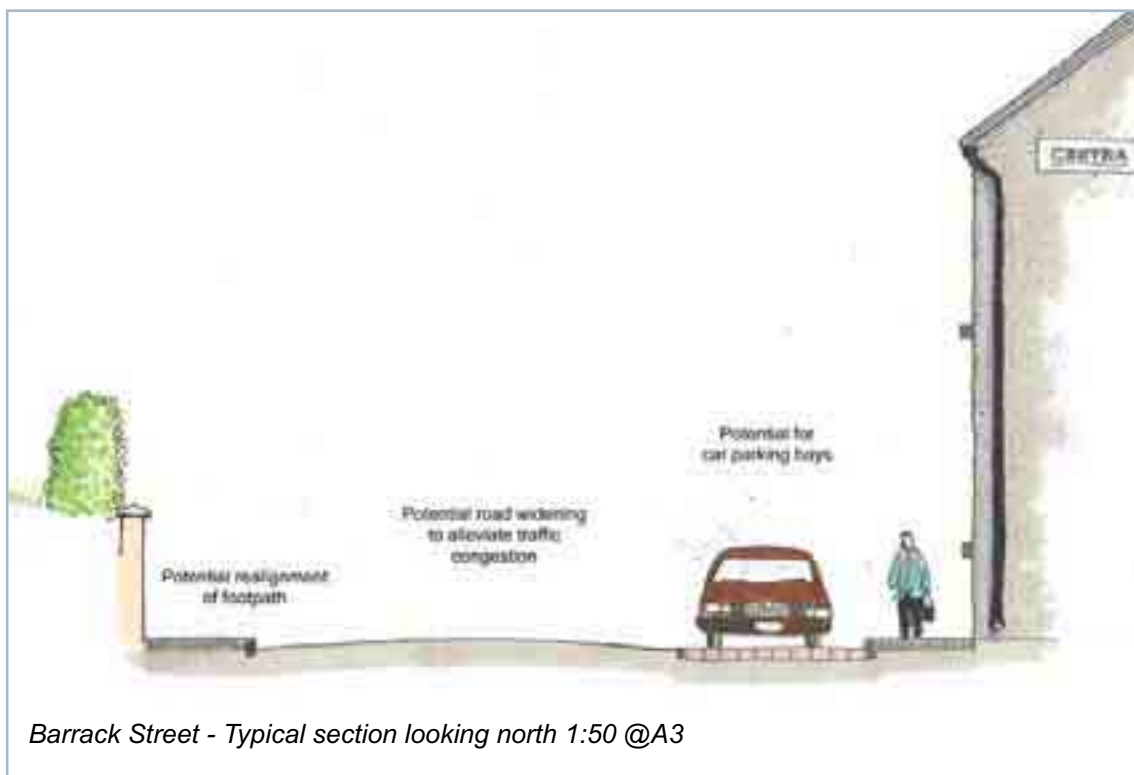 CENTRA
Potential for
car parking bays
Potential road widening
to alleviate traffic
congestion
Potential realignment
of footpath
Barrack Street - Typical section looking north 1:50 @A3